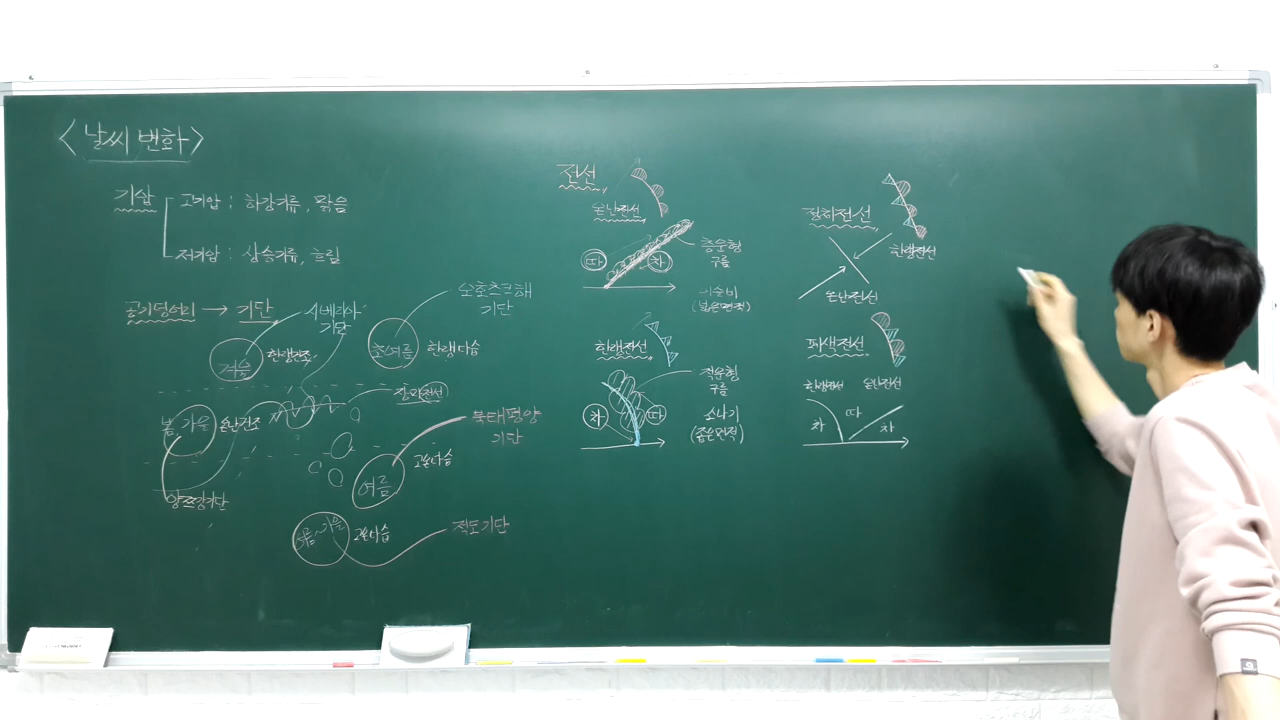 <날씨 변화>
기압
고기압 : 하강기류, 맑음
저기압 : 상승기류, 흐림
공기덩어리 → 기단
시베리아
기단
겨울
한랭건조
오호츠크해
기단
초여름
한랭다습
장마전선
봄 가을
온난건조
양쯔강기단
북태평양
기단
여름
고온다습
여름~가을
고온다습
적도기단
전선
온난전선
따
차
층운형
구름
이슬비
(넓은면적)
한랭전선
차
따
적운형
구름
소나기
(좁은면적)
정체전선
한랭전선
온난전선
폐색전선
한랭전선 온난전선
차 따 차